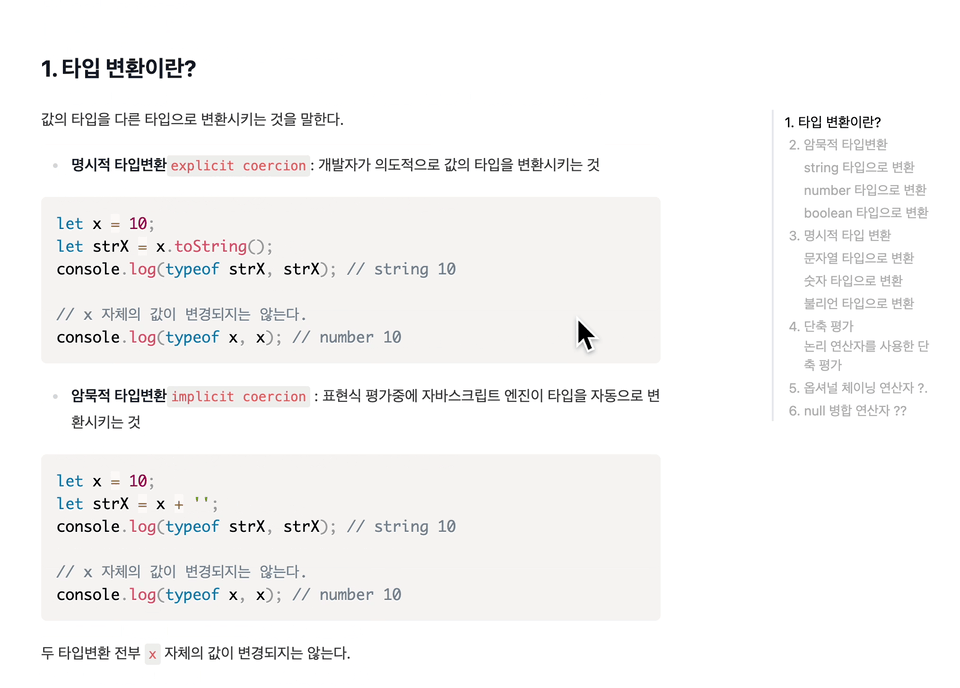 1. 타입 변환이란?
값의 타입을 다른 타입으로 변환시키는 것을 말한다.
명시적 타입변환 explicit coercion : 개발자가 의도적으로 값의 타입을 변환시키는 것
let x = 10;
let strX = x.toString();
console.log(typeof strX, strX); // string 10
// x 자체의 값이 변경되지는 않는다.
console.log(typeof x, x); // number 10
암묵적 타입변환 implicit coercion : 표현식 평가중에 자바스크립트 엔진이 타입을 자동으로 변
환시키는 것
let x = 10;
let strX = x + '';
console.log(typeof strX, strX); // string 10
// x 자체의 값이 변경되지는 않는다.
console.log(typeof x, x); // number 10
두 타입변환 전부 x 자체의 값이 변경되지는 않는다.
1. 타입 변환이란?
2. 암묵적 타입변환
string 타입으로 변환
number 타입으로 변환
boolean 타입으로 변환
3. 명시적 타입 변환
문자열 타입으로 변환
숫자 타입으로 변환
불리언 타입으로 변환
4. 단축 평가
논리 연산자를 사용한 단
축 평가
5. 옵셔널 체이닝 연산자 ?.
6. null 병합 연산자 ??